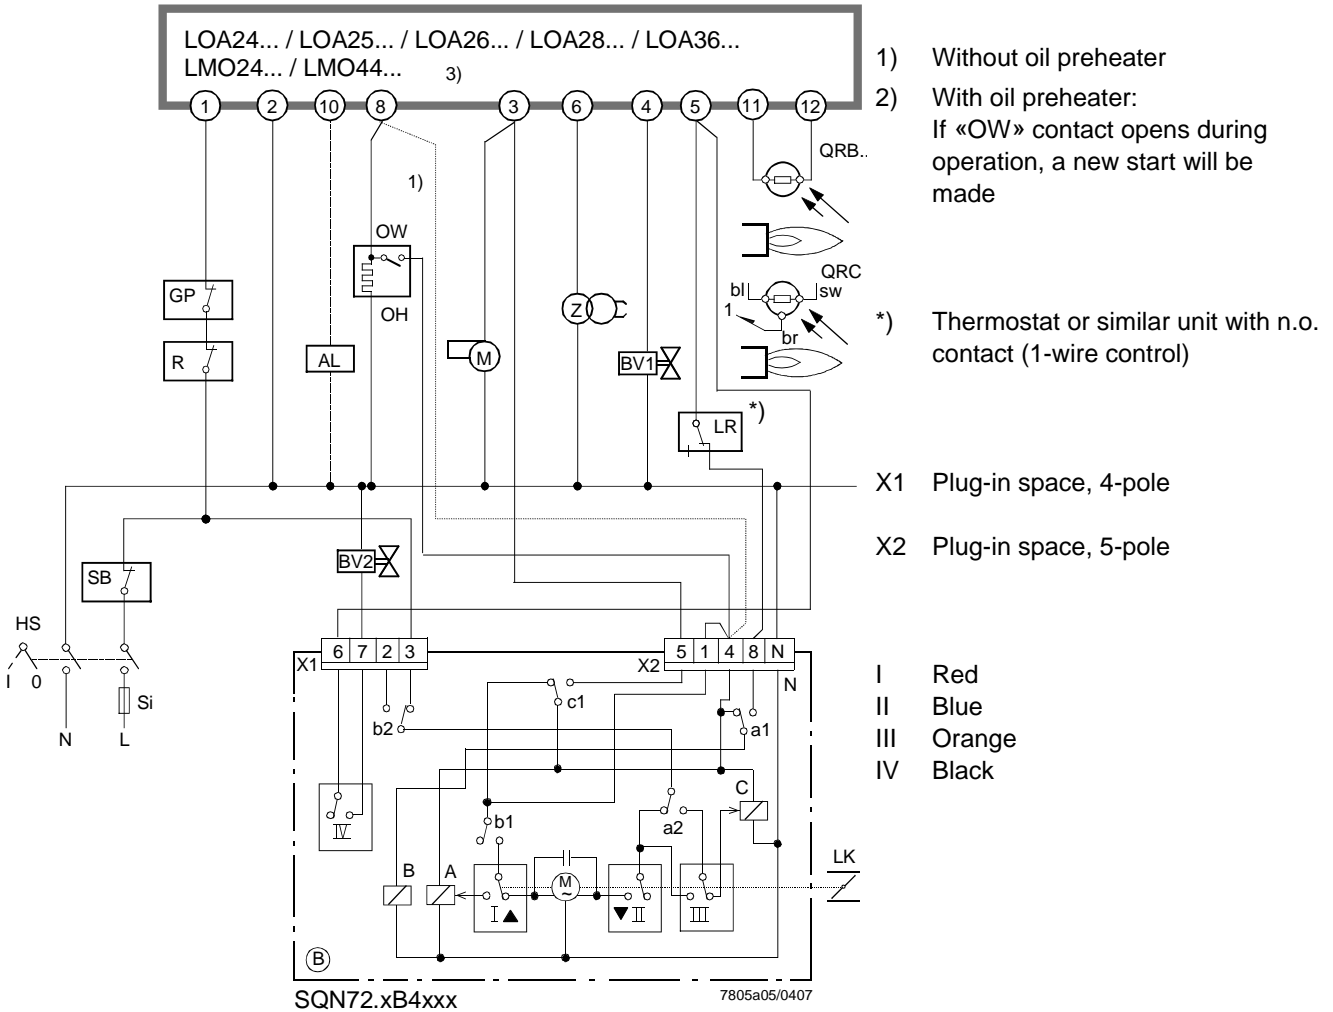 LOA24... / LOA25... / LOA26... / LOA28... / LOA36...
LMO24... / LMO44...
3)
1 2 10 8 3 6 4 5 11 12
1) Without oil preheater
2) With oil preheater:
If «OW» contact opens during
operation, a new start will be
made
QRB..
1)
OW
OH
GP
R
AL
M
Z
BV1
QRC
bl
sw
1
br
*) Thermostat or similar unit with n.o.
contact (1-wire control)
*)
LR
X1 Plug-in space, 4-pole
X2 Plug-in space, 5-pole
BV2
SB
HS
I 0
Si
N
L
X1
6 7 2 3
X2
5 1 4 8 N
N
I Red
II Blue
III Orange
IV Black
b2
c1
a1
IV
b1
a2
C
B
A
M
~
I
II
III
LK
B
SQN72.xB4xxx
7805a05/0407